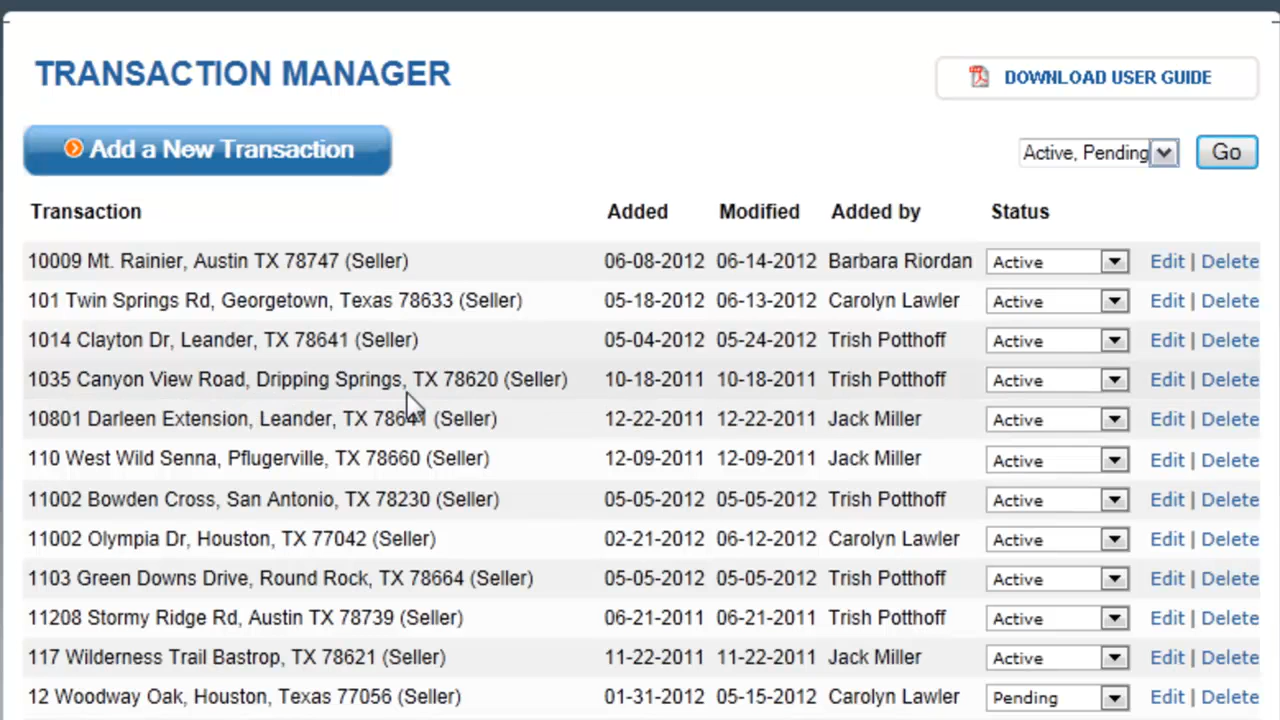 TRANSACTION MANAGER
DOWNLOAD USER GUIDE
Add a New Transaction
Active, Pending Go
Transaction Added Modified Added by Status
10009 Mt. Rainier, Austin TX 78747 (Seller) 06-08-2012 06-14-2012 Barbara Riordan Active Edit | Delete
101 Twin Springs Rd, Georgetown, Texas 78633 (Seller) 05-18-2012 06-13-2012 Carolyn Lawler Active Edit | Delete
1014 Clayton Dr, Leander, TX 78641 (Seller) 05-04-2012 05-24-2012 Trish Potthoff Active Edit | Delete
1035 Canyon View Road, Dripping Springs, TX 78620 (Seller) 10-18-2011 10-18-2011 Trish Potthoff Active Edit | Delete
10801 Darleen Extension, Leander, TX 78641 (Seller) 12-22-2011 12-22-2011 Jack Miller Active Edit | Delete
110 West Wild Senna, Pflugerville, TX 78660 (Seller) 12-09-2011 12-09-2011 Jack Miller Active Edit | Delete
11002 Bowden Cross, San Antonio, TX 78230 (Seller) 05-05-2012 05-05-2012 Trish Potthoff Active Edit | Delete
11002 Olympia Dr, Houston, TX 77042 (Seller) 02-21-2012 06-12-2012 Carolyn Lawler Active Edit | Delete
1103 Green Downs Drive, Round Rock, TX 78664 (Seller) 05-05-2012 05-05-2012 Trish Potthoff Active Edit | Delete
11208 Stormy Ridge Rd, Austin TX 78739 (Seller) 06-21-2011 06-21-2011 Trish Potthoff Active Edit | Delete
117 Wilderness Trail Bastrop, TX 78621 (Seller) 11-22-2011 11-22-2011 Jack Miller Active Edit | Delete
12 Woodway Oak, Houston, Texas 77056 (Seller) 01-31-2012 05-15-2012 Carolyn Lawler Pending Edit | Delete